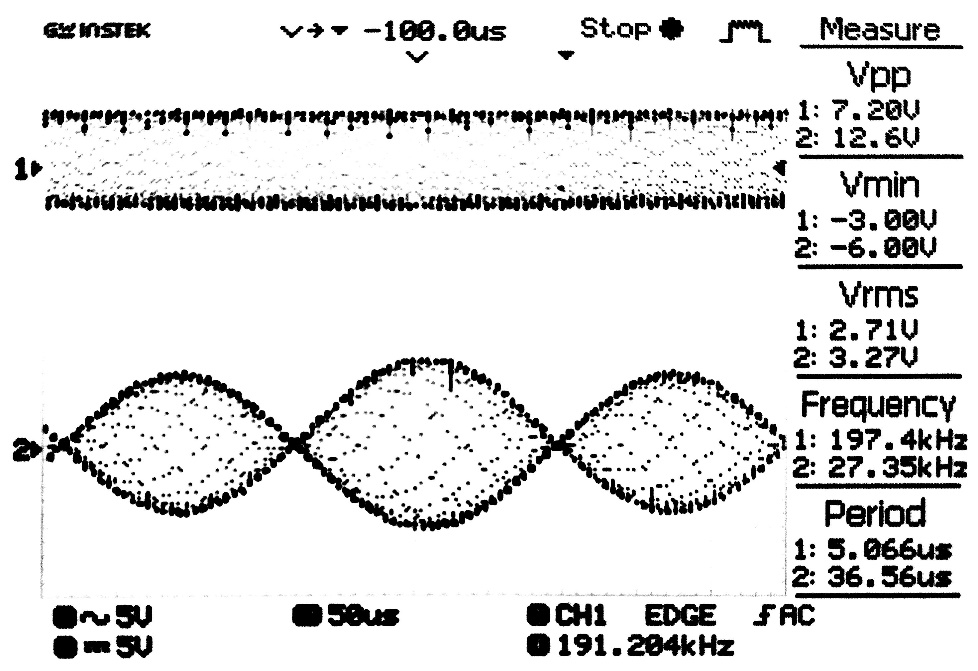 GW INSTEK -100.0us Stop Measure
Vpp
1: 7.20V
2: 12.6V
Vmin
1: -3.00V
2: -6.00V
Vrms
1: 2.71V
2: 3.27V
Frequency
1: 197.4kHz
2: 27.35kHz
Period
1: 5.066us
2: 36.56us
1
2
5V 50us CH1 EDGE AC
5V 191.204kHz